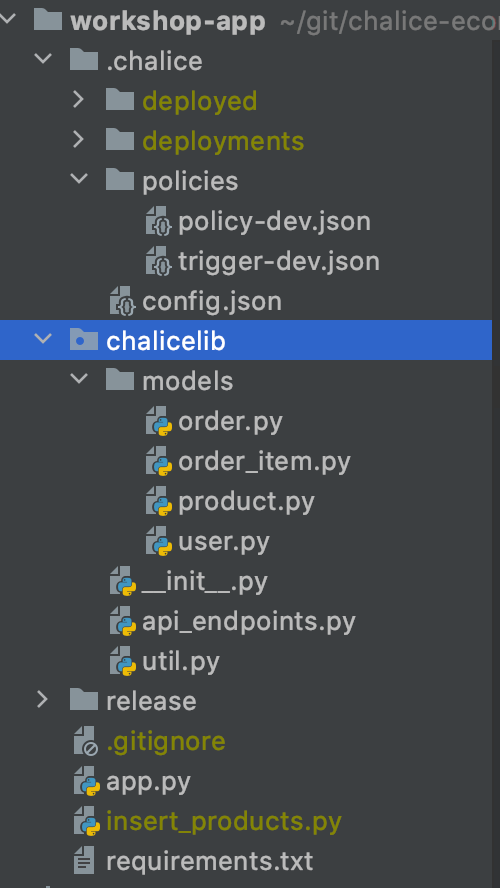 workshop-app ~/git/chalice-ecor
.chalice
deployed
deployments
policies
policy-dev.json
trigger-dev.json
config.json
chalicelib
models
order.py
order_item.py
product.py
user.py
__init__.py
api_endpoints.py
util.py
release
.gitignore
app.py
insert_products.py
requirements.txt